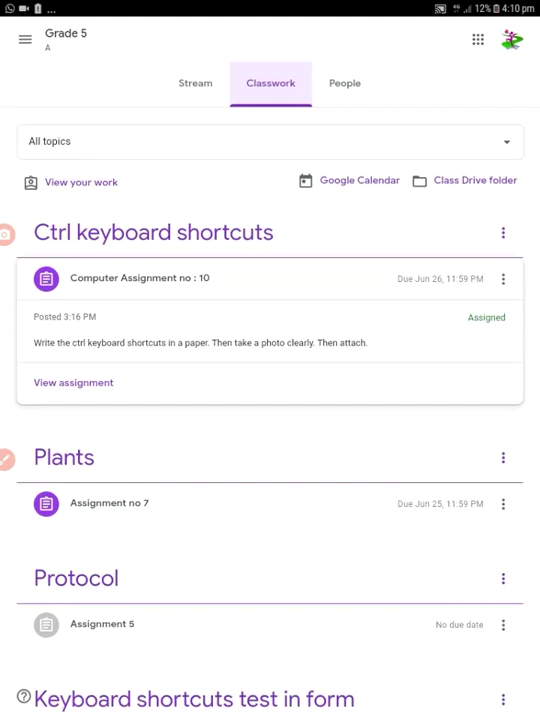 ... 12% 4:10 pm
Grade 5
A
Stream Classwork People
All topics
View your work Google Calendar Class Drive folder
Ctrl keyboard shortcuts
Computer Assignment no : 10 Due Jun 26, 11:59 PM
Posted 3:16 PM Assigned
Write the ctrl keyboard shortcuts in a paper. Then take a photo clearly. Then attach.
View assignment
Plants
Assignment no 7 Due Jun 25, 11:59 PM
Protocol
Assignment 5 No due date
Keyboard shortcuts test in form